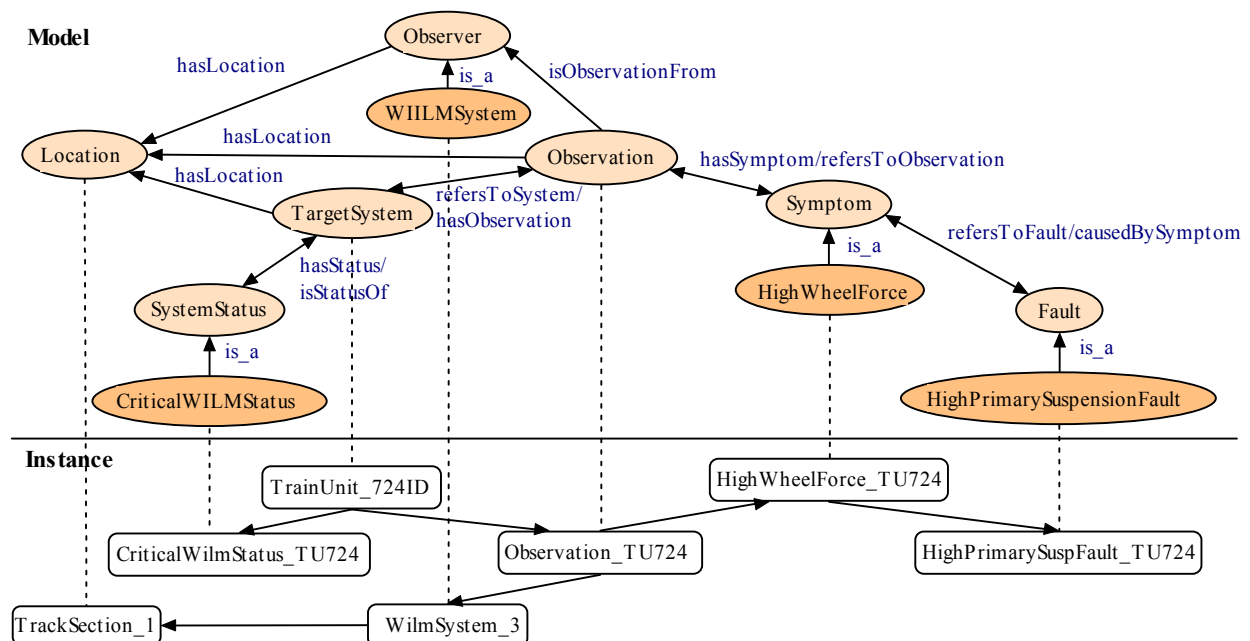 Model
Observer
hasLocation
isObservationFrom
is_a
WIILMSystem
hasLocation
Location
Observation
hasSymptom/refersToObservation
hasLocation
refersToSystem/
hasObservation
TargetSystem
Symptom
refersToFault/causedBySymptom
is_a
hasStatus/
isStatusOf
HighWheelForce
SystemStatus
Fault
is_a
is_a
CriticalWILMStatus
HighPrimarySuspensionFault
Instance
TrainUnit_724ID
HighWheelForce_TU724
CriticalWilmStatus_TU724
Observation_TU724
HighPrimarySuspFault_TU724
TrackSection_1
WilmSystem_3